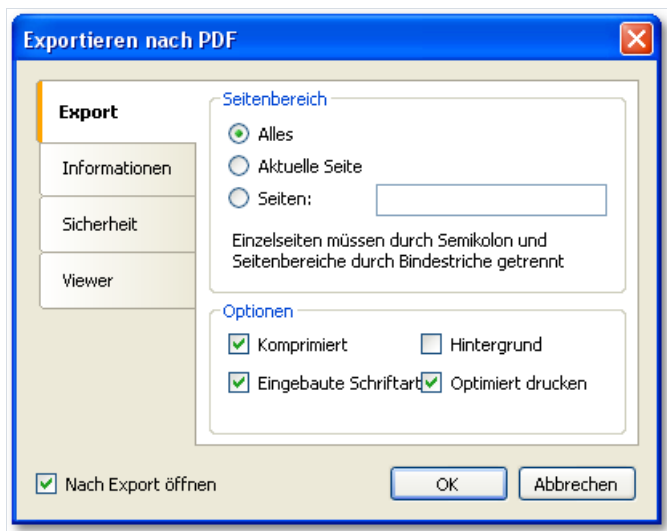 Exportieren nach PDF
Export
Informationen
Sicherheit
Viewer
Seitenbereich
Alles
Aktuelle Seite
Seiten:
Einzelseiten müssen durch Semikolon und
Seitenbereiche durch Bindestriche getrennt
Optionen
Komprimiert
Hintergrund
Eingebaute Schriftart
Optimiert drucken
Nach Export öffnen
OK
Abbrechen